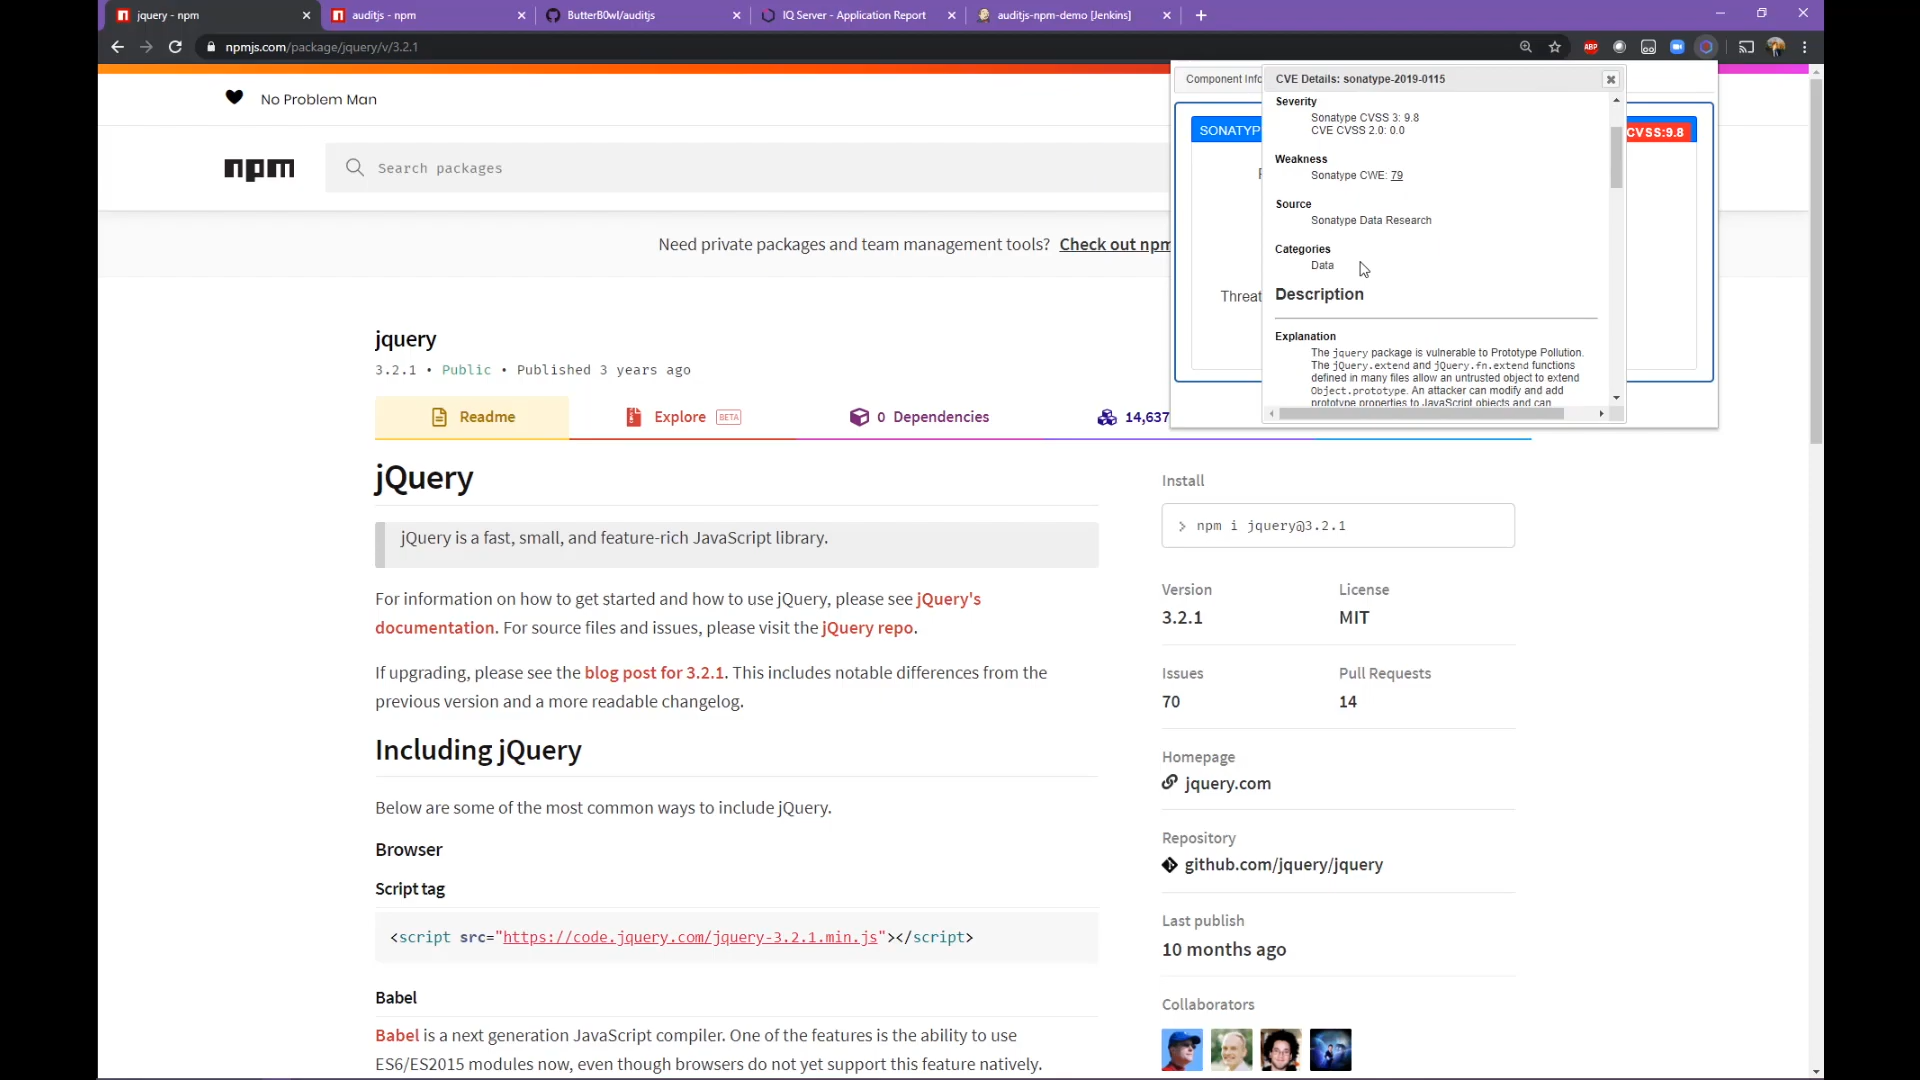 jquery - npm
auditjs - npm
ButterB0wl/auditjs
IQ Server - Application Report
auditjs-npm-demo [Jenkins]
npmjs.com/package/jquery/v/3.2.1
ABP
No Problem Man
npm
Search packages
Need private packages and team management tools? Check out npm
jquery
3.2.1 • Public • Published 3 years ago
Readme
Explore BETA
0 Dependencies
14,637
jQuery
jQuery is a fast, small, and feature-rich JavaScript library.
For information on how to get started and how to use jQuery, please see jQuery's
documentation. For source files and issues, please visit the jQuery repo.
If upgrading, please see the blog post for 3.2.1. This includes notable differences from the
previous version and a more readable changelog.
Including jQuery
Below are some of the most common ways to include jQuery.
Browser
Script tag
<script src="https://code.jquery.com/jquery-3.2.1.min.js"></script>
Babel
Babel is a next generation JavaScript compiler. One of the features is the ability to use
ES6/ES2015 modules now, even though browsers do not yet support this feature natively.
Component Info
SONATYP
CVSS:9.8
Threat
CVE Details: sonatype-2019-0115
Severity
Sonatype CVSS 3: 9.8
CVE CVSS 2.0: 0.0
Weakness
Sonatype CWE: 79
Source
Sonatype Data Research
Categories
Data
Description
Explanation
The jquery package is vulnerable to Prototype Pollution.
The jQuery.extend and jQuery.fn.extend functions
defined in many files allow an untrusted object to extend
Object.prototype. An attacker can modify and add
prototype properties to JavaScript objects and can
Install
> npm i jquery@3.2.1
Version
License
3.2.1
MIT
Issues
Pull Requests
70
14
Homepage
jquery.com
Repository
github.com/jquery/jquery
Last publish
10 months ago
Collaborators